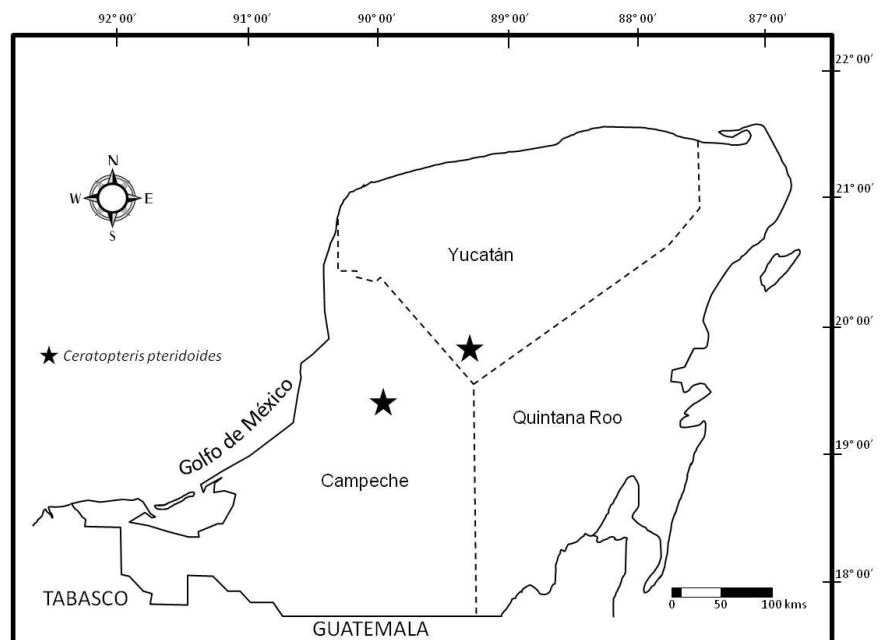 92° 00′ 91° 00′ 90° 00′ 89° 00′ 88° 00′ 87° 00′
22° 00′
N
W E
S
21° 00′
Yucatán
20° 00′
Ceratopteris pteridoides
Golfo de México
Quintana Roo
19° 00′
Campeche
18° 00′
TABASCO
0 50 100 kms
GUATEMALA